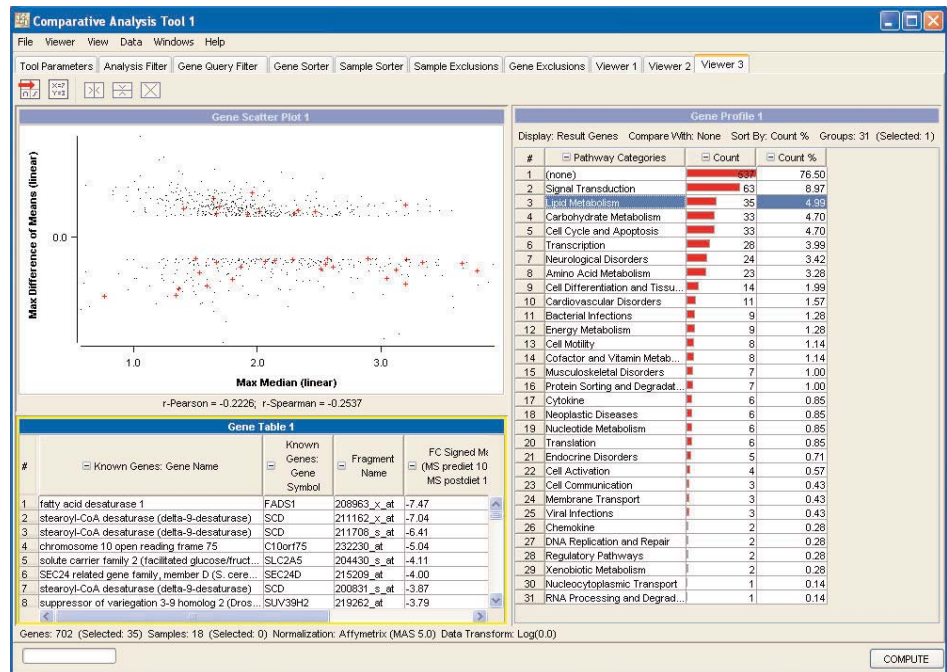 Comparative Analysis Tool 1
File Viewer View Data Windows Help
Tool Parameters Analysis Filter Gene Query Filter Gene Sorter Sample Sorter Sample Exclusions Gene Exclusions Viewer 1 Viewer 2 Viewer 3
Gene Scatter Plot 1
Max Difference of Means (linear)
0.0
1.0 2.0 3.0
Max Median (linear)
r-Pearson = -0.2226; r-Spearman = -0.2537
Gene Table 1
# Known Genes: Gene Name Known Genes: Gene Symbol Fragment Name FC Signed Me (MS prediet 10 MS postdiet 1
1 fatty acid desaturase 1 FADS1 208963_x_at -7.47
2 stearoyl-CoA desaturase (delta-9-desaturase) SCD 211162_x_at -7.04
3 stearoyl-CoA desaturase (delta-9-desaturase) SCD 211708_s_at -6.41
4 chromosome 10 open reading frame 75 C10orf75 232230_at -5.04
5 solute carrier family 2 (facilitated glucose/fruct... SLC2A5 204430_s_at -4.11
6 SEC24 related gene family, member D (S. cere... SEC24D 215209_at -4.00
7 stearoyl-CoA desaturase (delta-9-desaturase) SCD 200831_s_at -3.87
8 suppressor of variegation 3-9 homolog 2 (Dros... SUV39H2 219262_at -3.79
Gene Profile 1
Display: Result Genes Compare With: None Sort By: Count % Groups: 31 (Selected: 1)
# Pathway Categories Count Count %
1 (none) 537 76.50
2 Signal Transduction 63 8.97
3 Lipid Metabolism 35 4.99
4 Carbohydrate Metabolism 33 4.70
5 Cell Cycle and Apoptosis 33 4.70
6 Transcription 28 3.99
7 Neurological Disorders 24 3.42
8 Amino Acid Metabolism 23 3.28
9 Cell Differentiation and Tissu... 14 1.99
10 Cardiovascular Disorders 11 1.57
11 Bacterial Infections 9 1.28
12 Energy Metabolism 9 1.28
13 Cell Motility 8 1.14
14 Cofactor and Vitamin Metab... 8 1.14
15 Musculoskeletal Disorders 7 1.00
16 Protein Sorting and Degradat... 7 1.00
17 Cytokine 6 0.85
18 Neoplastic Diseases 6 0.85
19 Nucleotide Metabolism 6 0.85
20 Translation 6 0.85
21 Endocrine Disorders 5 0.71
22 Cell Activation 4 0.57
23 Cell Communication 3 0.43
24 Membrane Transport 3 0.43
25 Viral Infections 3 0.43
26 Chemokine 2 0.28
27 DNA Replication and Repair 2 0.28
28 Regulatory Pathways 2 0.28
29 Xenobiotic Metabolism 2 0.28
30 Nucleocytoplasmic Transport 1 0.14
31 RNA Processing and Degrad... 1 0.14
Genes: 702 (Selected: 35) Samples: 18 (Selected: 0) Normalization: Affymetrix (MAS 5.0) Data Transform: Log(0.0)
COMPUTE